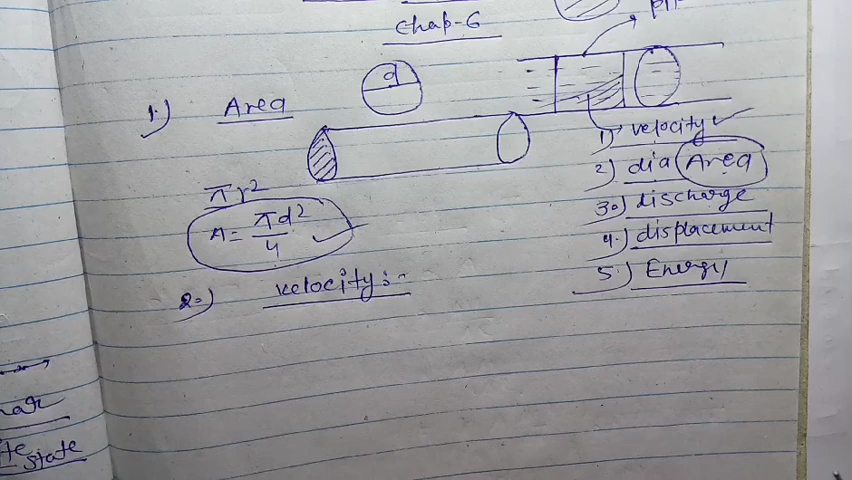 chap-6
d
1.) Area
πr²
A = πd²/4
2.) velocity :-
1) velocity
2) dia (Area)
3.) discharge
4.) displacement
5.) Energy
state